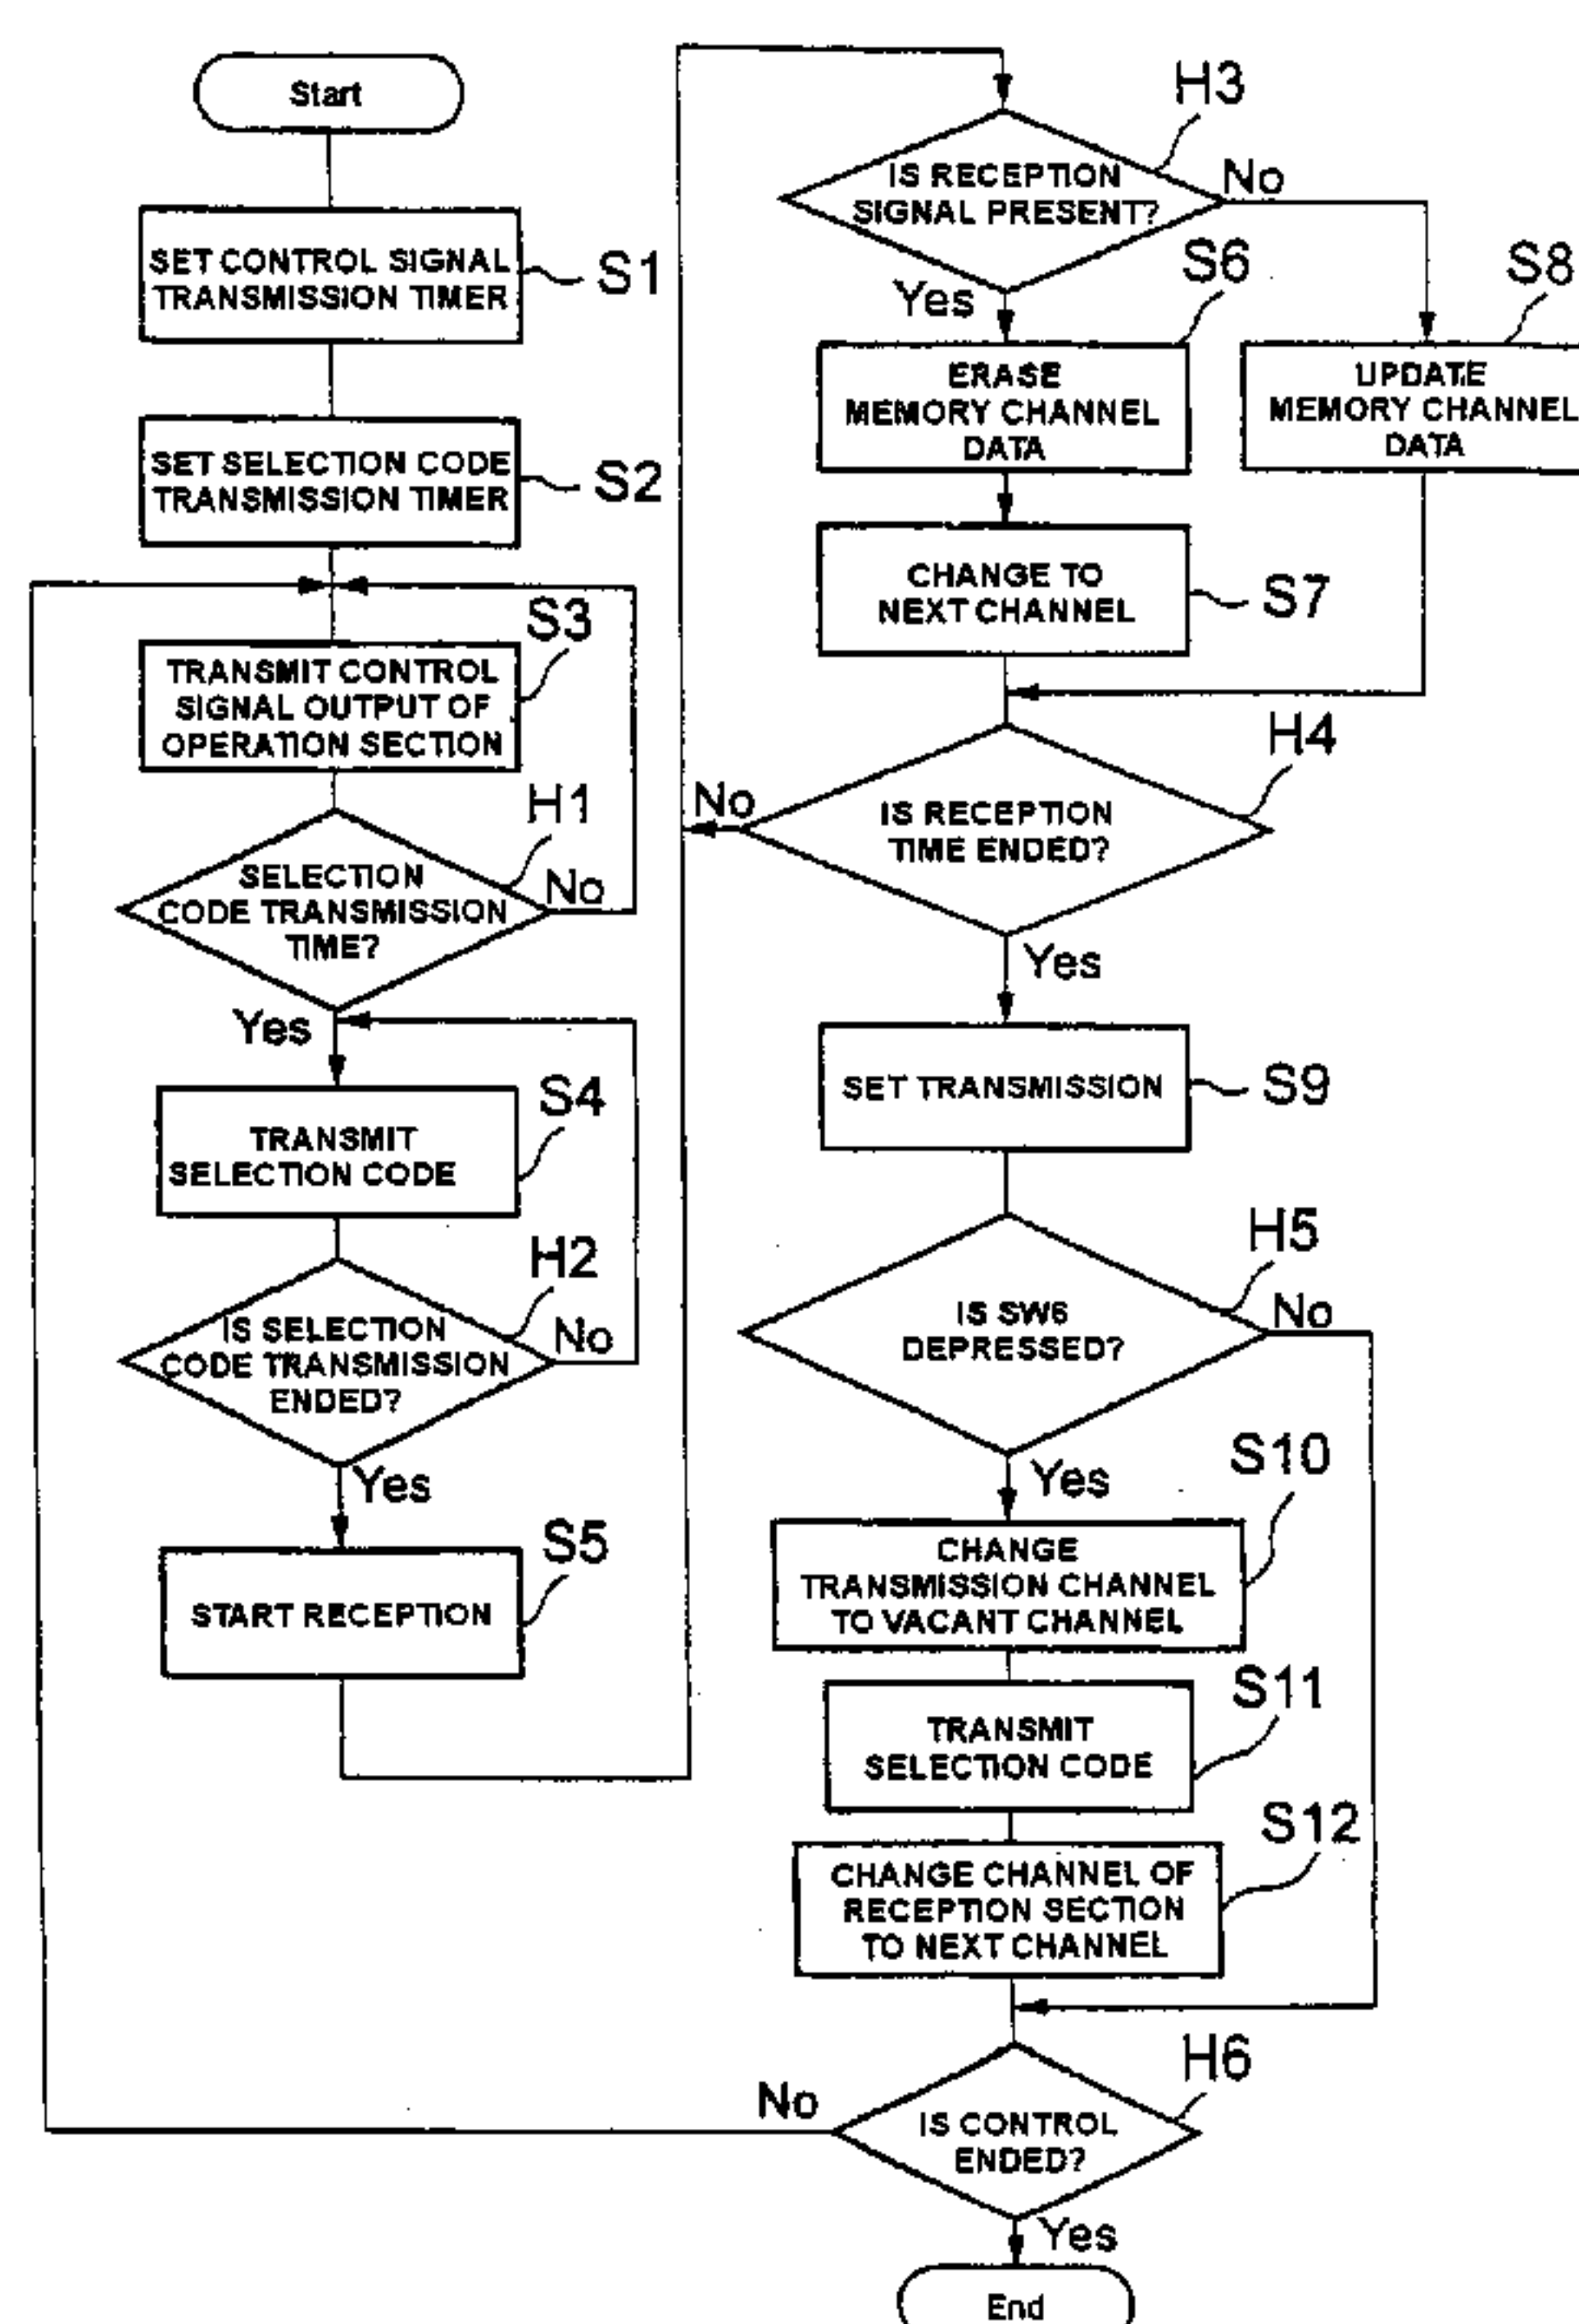 Start
SET CONTROL SIGNAL
TRANSMISSION TIMER
S1
SET SELECTION CODE
TRANSMISSION TIMER
S2
S3
TRANSMIT CONTROL
SIGNAL OUTPUT OF
OPERATION SECTION
H1
SELECTION
CODE TRANSMISSION
TIME?
No
Yes
S4
TRANSMIT
SELECTION CODE
H2
IS SELECTION
CODE TRANSMISSION
ENDED?
No
Yes
S5
START RECEPTION
H3
IS RECEPTION
SIGNAL PRESENT?
No
Yes
S6
ERASE
MEMORY CHANNEL
DATA
S8
UPDATE
MEMORY CHANNEL
DATA
CHANGE TO
NEXT CHANNEL
S7
H4
IS RECEPTION
TIME ENDED?
No
Yes
SET TRANSMISSION
S9
H5
IS SW6
DEPRESSED?
No
Yes
S10
CHANGE
TRANSMISSION CHANNEL
TO VACANT CHANNEL
S11
TRANSMIT
SELECTION CODE
S12
CHANGE CHANNEL OF
RECEPTION SECTION
TO NEXT CHANNEL
H6
IS CONTROL
ENDED?
No
Yes
End